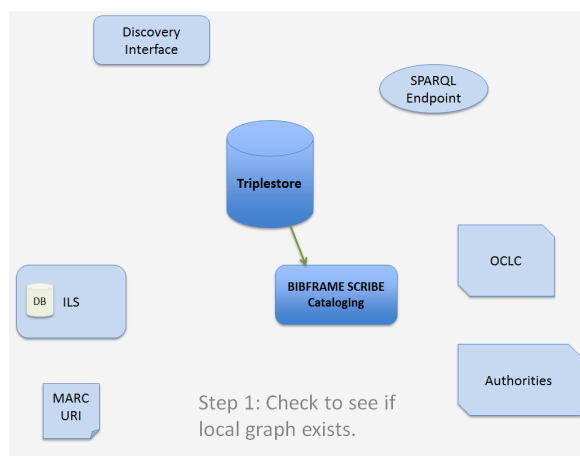 Discovery
Interface
SPARQL
Endpoint
Triplestore
OCLC
BIBFRAME SCRIBE
Cataloging
DB
ILS
Authorities
MARC
URI
Step 1: Check to see if
local graph exists.